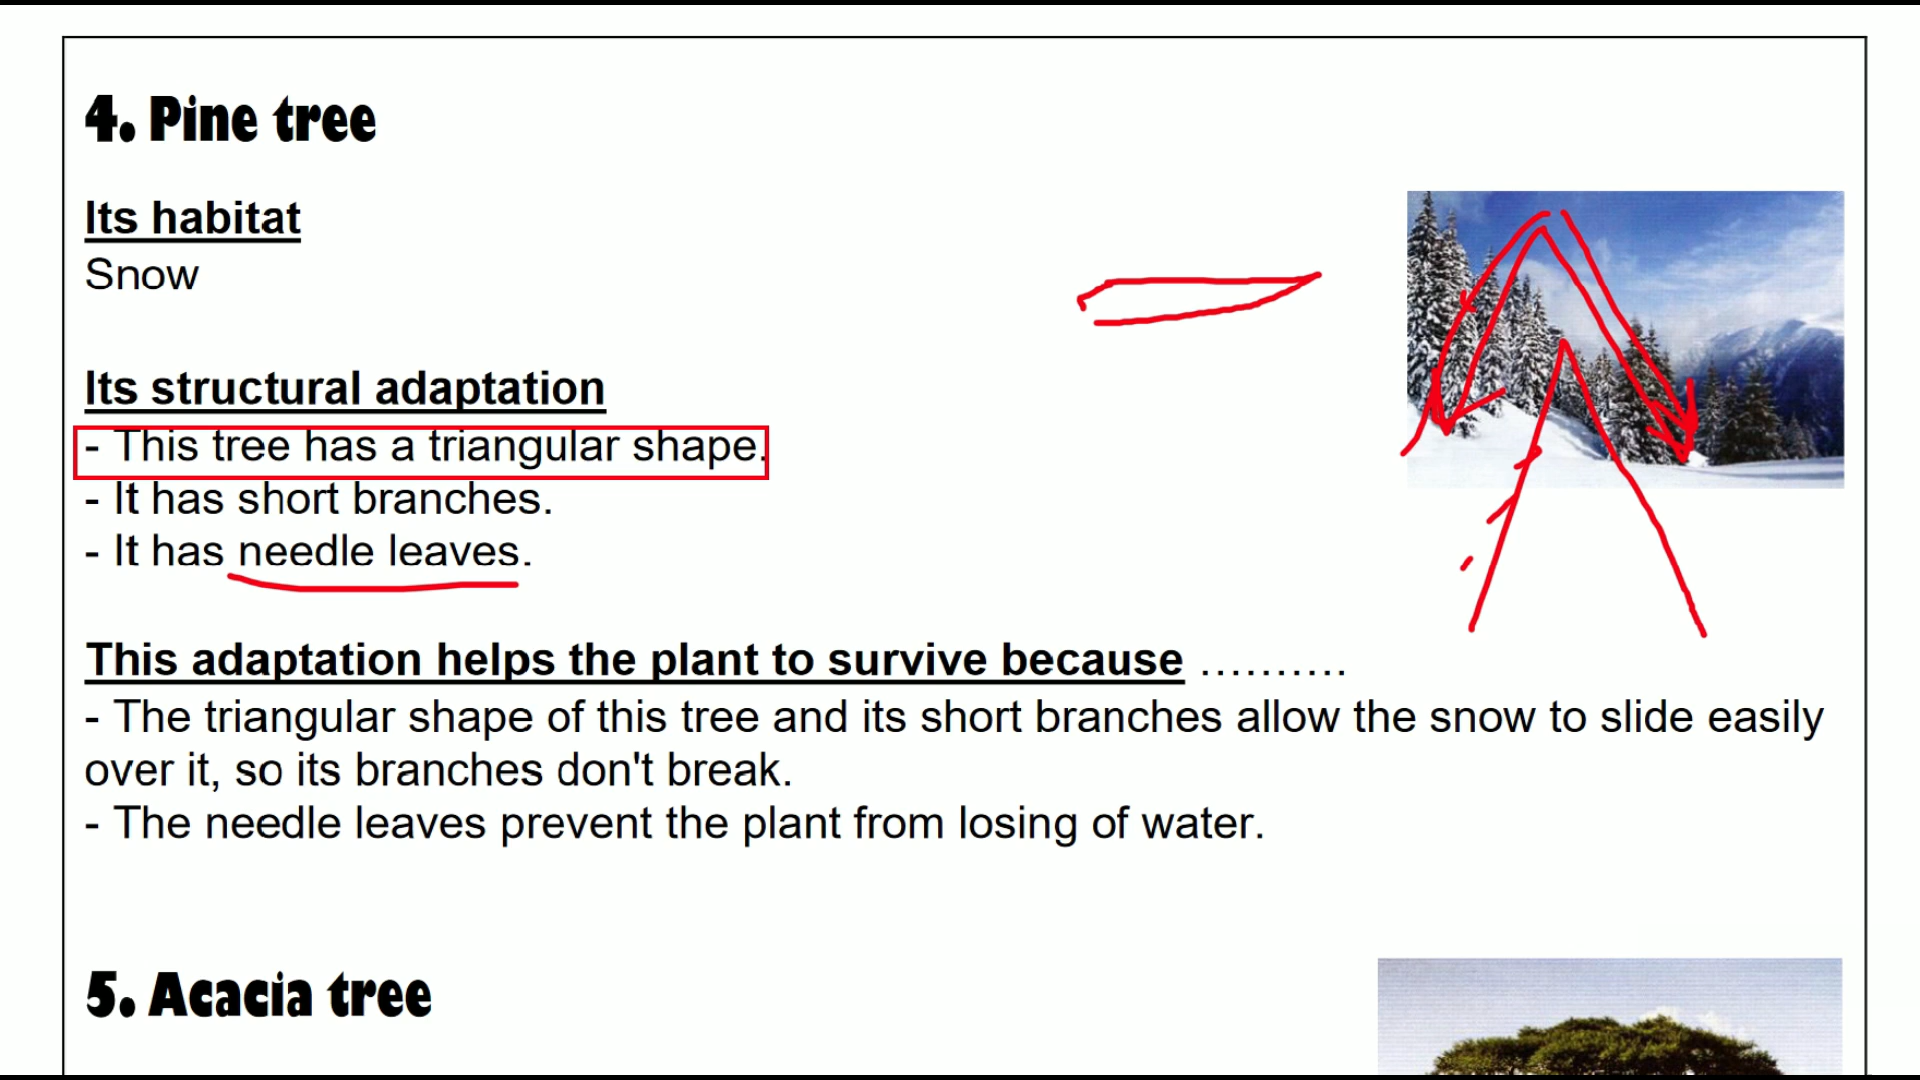 4. Pine tree
Its habitat
Snow
Its structural adaptation
- This tree has a triangular shape.
- It has short branches.
- It has needle leaves.
This adaptation helps the plant to survive because ..........
- The triangular shape of this tree and its short branches allow the snow to slide easily
over it, so its branches don't break.
- The needle leaves prevent the plant from losing of water.
5. Acacia tree